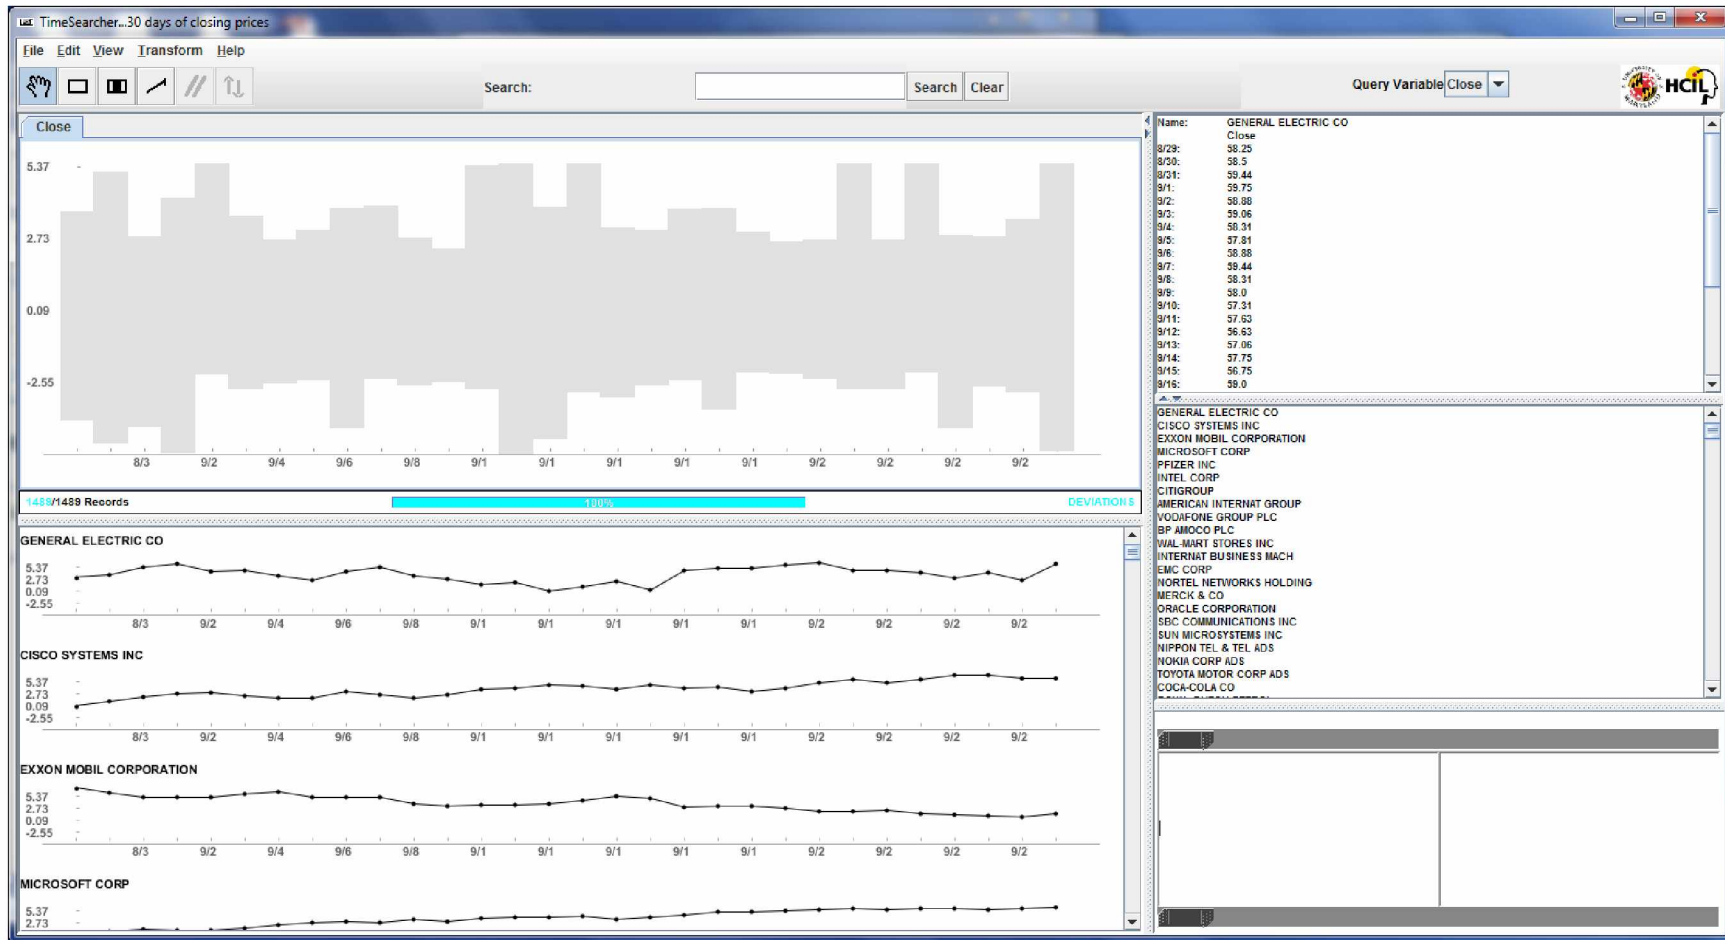 TimeSearcher...30 days of closing prices
File Edit View Transform Help
Search: Search Clear
Query Variable Close
HCIL
Close
5.37
2.73
0.09
-2.55
8/3 9/2 9/4 9/6 9/8 9/1 9/1 9/1 9/1 9/1 9/2 9/2 9/2 9/2
1489/1489 Records 100% DEVIATIONS
GENERAL ELECTRIC CO
5.37
2.73
0.09
-2.55
8/3 9/2 9/4 9/6 9/8 9/1 9/1 9/1 9/1 9/1 9/2 9/2 9/2 9/2
CISCO SYSTEMS INC
5.37
2.73
0.09
-2.55
8/3 9/2 9/4 9/6 9/8 9/1 9/1 9/1 9/1 9/1 9/2 9/2 9/2 9/2
EXXON MOBIL CORPORATION
5.37
2.73
0.09
-2.55
8/3 9/2 9/4 9/6 9/8 9/1 9/1 9/1 9/1 9/1 9/2 9/2 9/2 9/2
MICROSOFT CORP
5.37
2.73
Name: GENERAL ELECTRIC CO
Close
8/29: 58.25
8/30: 58.5
8/31: 59.44
9/1: 59.75
9/2: 58.88
9/3: 59.06
9/4: 58.31
9/5: 57.81
9/6: 58.88
9/7: 59.44
9/8: 58.31
9/9: 58.0
9/10: 57.31
9/11: 57.63
9/12: 56.63
9/13: 57.06
9/14: 57.75
9/15: 56.75
9/16: 59.0
GENERAL ELECTRIC CO
CISCO SYSTEMS INC
EXXON MOBIL CORPORATION
MICROSOFT CORP
PFIZER INC
INTEL CORP
CITIGROUP
AMERICAN INTERNAT GROUP
VODAFONE GROUP PLC
BP AMOCO PLC
WAL-MART STORES INC
INTERNAT BUSINESS MACH
EMC CORP
NORTEL NETWORKS HOLDING
MERCK & CO
ORACLE CORPORATION
SBC COMMUNICATIONS INC
SUN MICROSYSTEMS INC
NIPPON TEL & TEL ADS
NOKIA CORP ADS
TOYOTA MOTOR CORP ADS
COCA-COLA CO